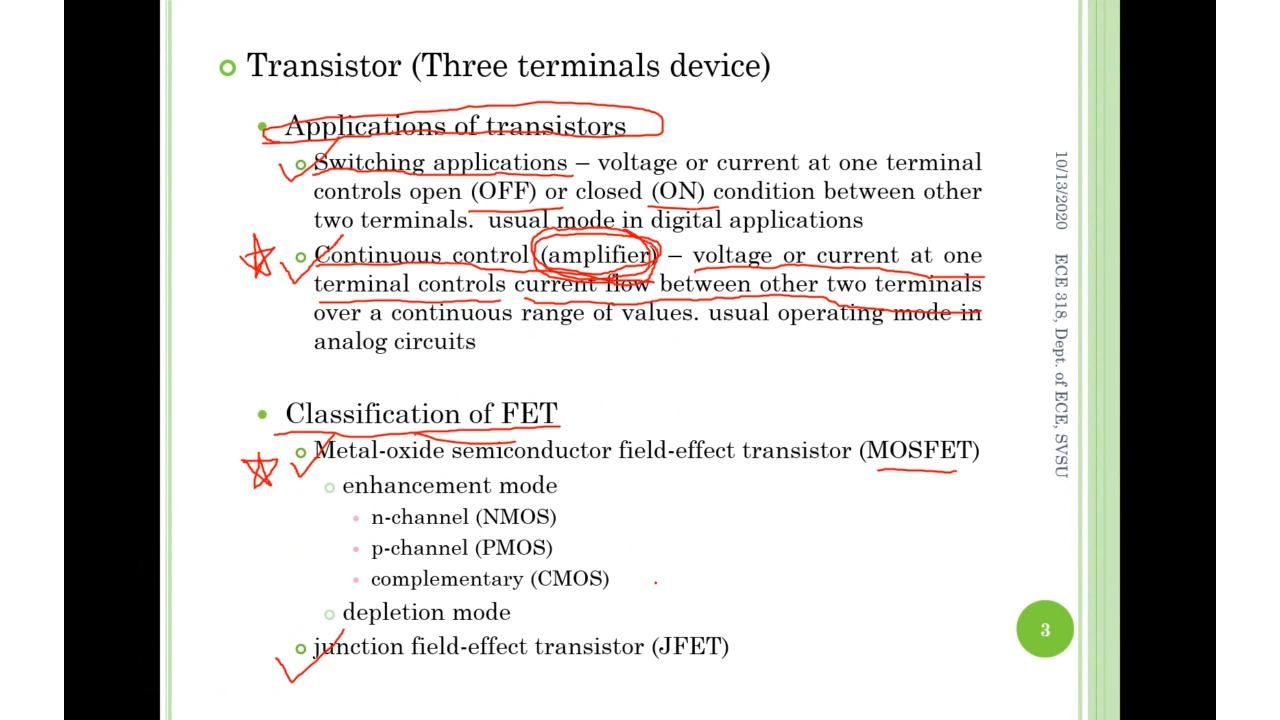 Transistor (Three terminals device)
Applications of transistors
Switching applications – voltage or current at one terminal
controls open (OFF) or closed (ON) condition between other
two terminals. usual mode in digital applications
Continuous control (amplifier) – voltage or current at one
terminal controls current flow between other two terminals
over a continuous range of values. usual operating mode in
analog circuits
Classification of FET
Metal-oxide semiconductor field-effect transistor (MOSFET)
enhancement mode
n-channel (NMOS)
p-channel (PMOS)
complementary (CMOS)
depletion mode
junction field-effect transistor (JFET)
10/13/2020 ECE 318, Dept. of ECE, SVSU
3